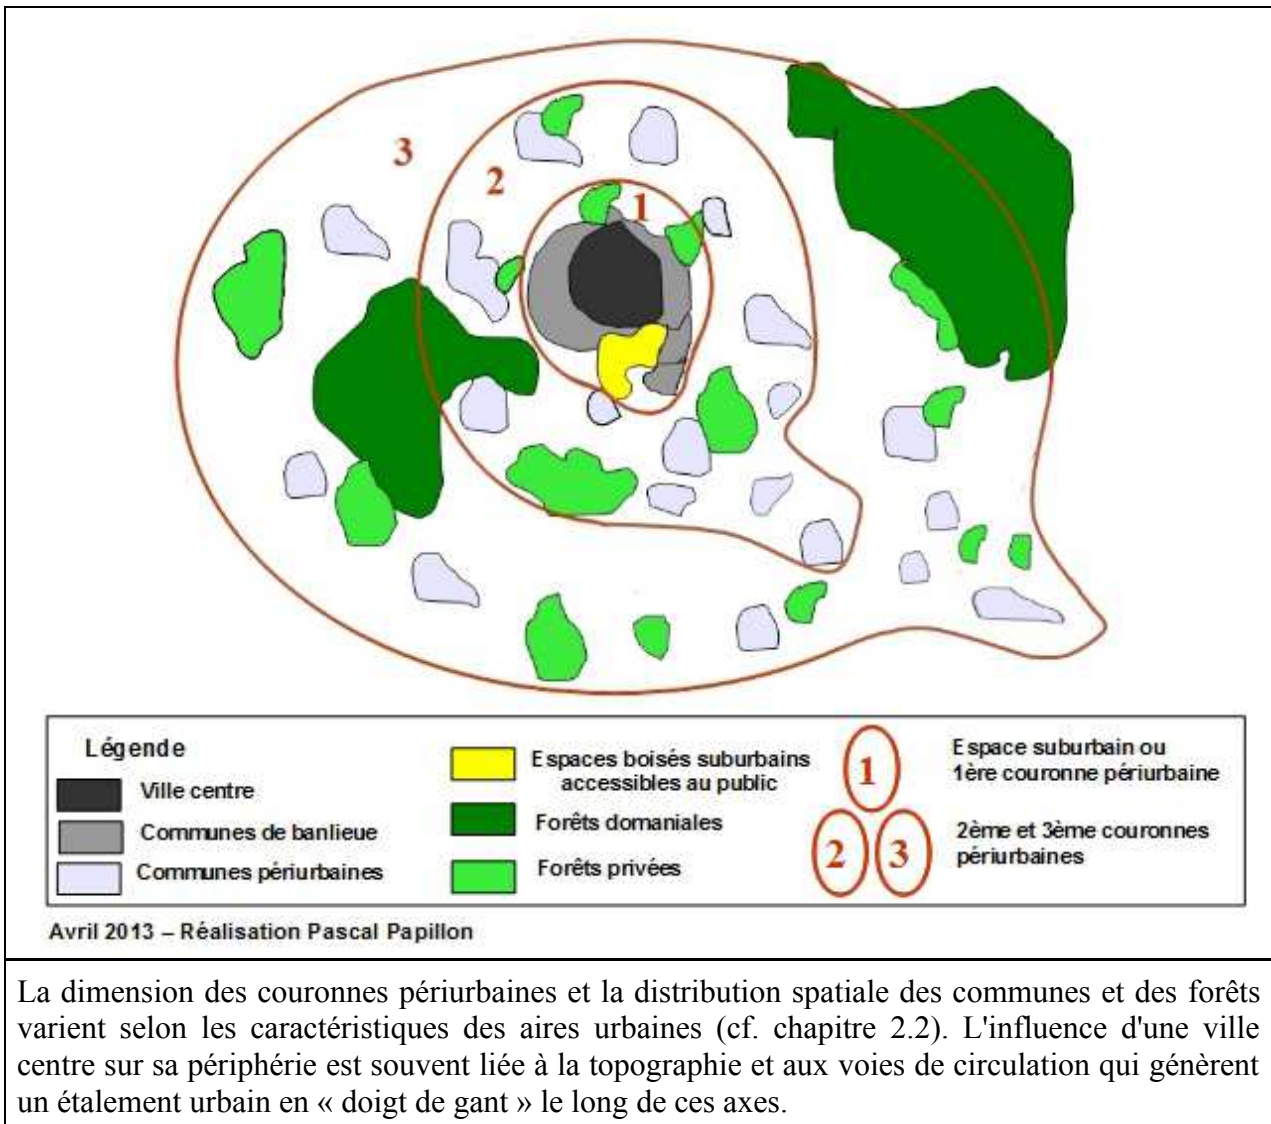 3
2
1
Légende
Ville centre
Communes de banlieue
Communes périurbaines
Espaces boisés suburbains
accessibles au public
Forêts domaniales
Forêts privées
1
2
3
Espace suburbain ou
1ère couronne périurbaine
2ème et 3ème couronnes
périurbaines
Avril 2013 – Réalisation Pascal Papillon
La dimension des couronnes périurbaines et la distribution spatiale des communes et des forêts
varient selon les caractéristiques des aires urbaines (cf. chapitre 2.2). L'influence d'une ville
centre sur sa périphérie est souvent liée à la topographie et aux voies de circulation qui génèrent
un étalement urbain en « doigt de gant » le long de ces axes.